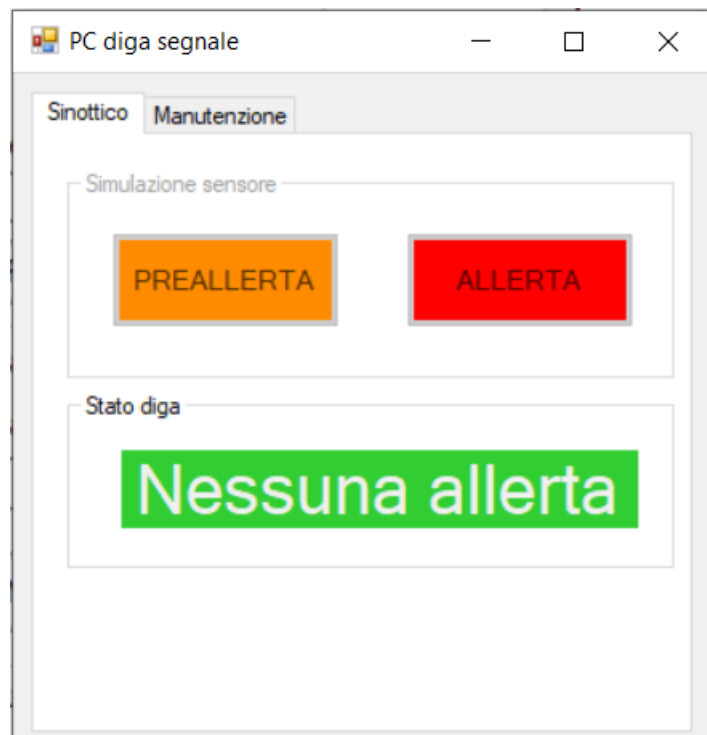 PC diga segnale
Sinottico Manutenzione
Simulazione sensore
PREALLERTA ALLERTA
Stato diga
Nessuna allerta